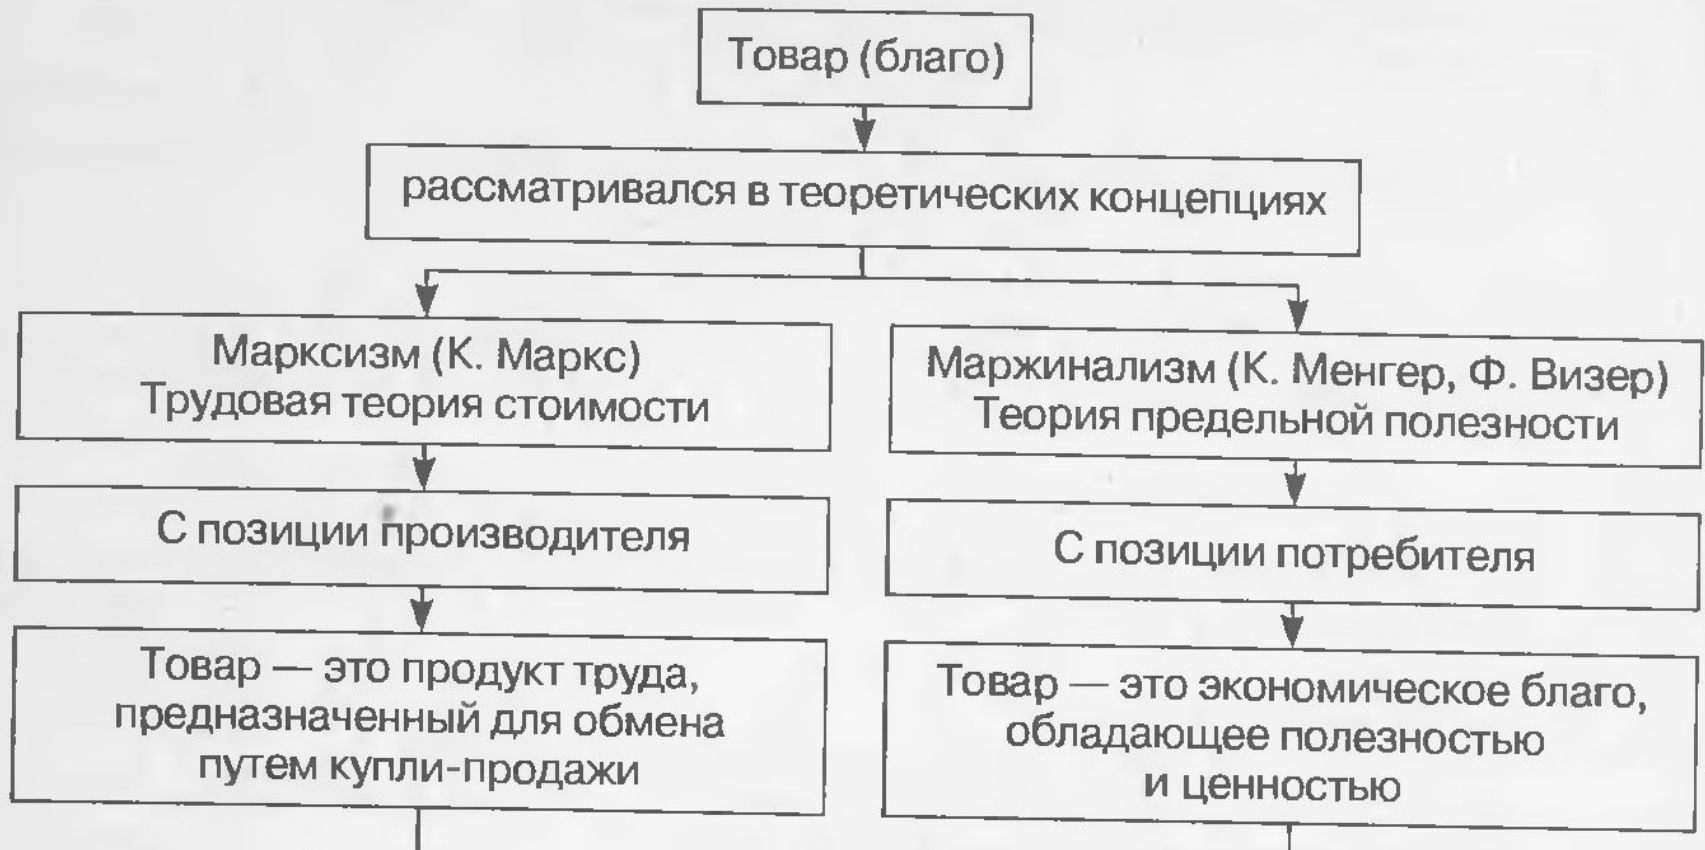 Товар (благо)
рассматривался в теоретических концепциях
Марксизм (К. Маркс)
Трудовая теория стоимости
Маржинализм (К. Менгер, Ф. Визер)
Теория предельной полезности
С позиции производителя
С позиции потребителя
Товар — это продукт труда,
предназначенный для обмена
путем купли-продажи
Товар — это экономическое благо,
обладающее полезностью
и ценностью